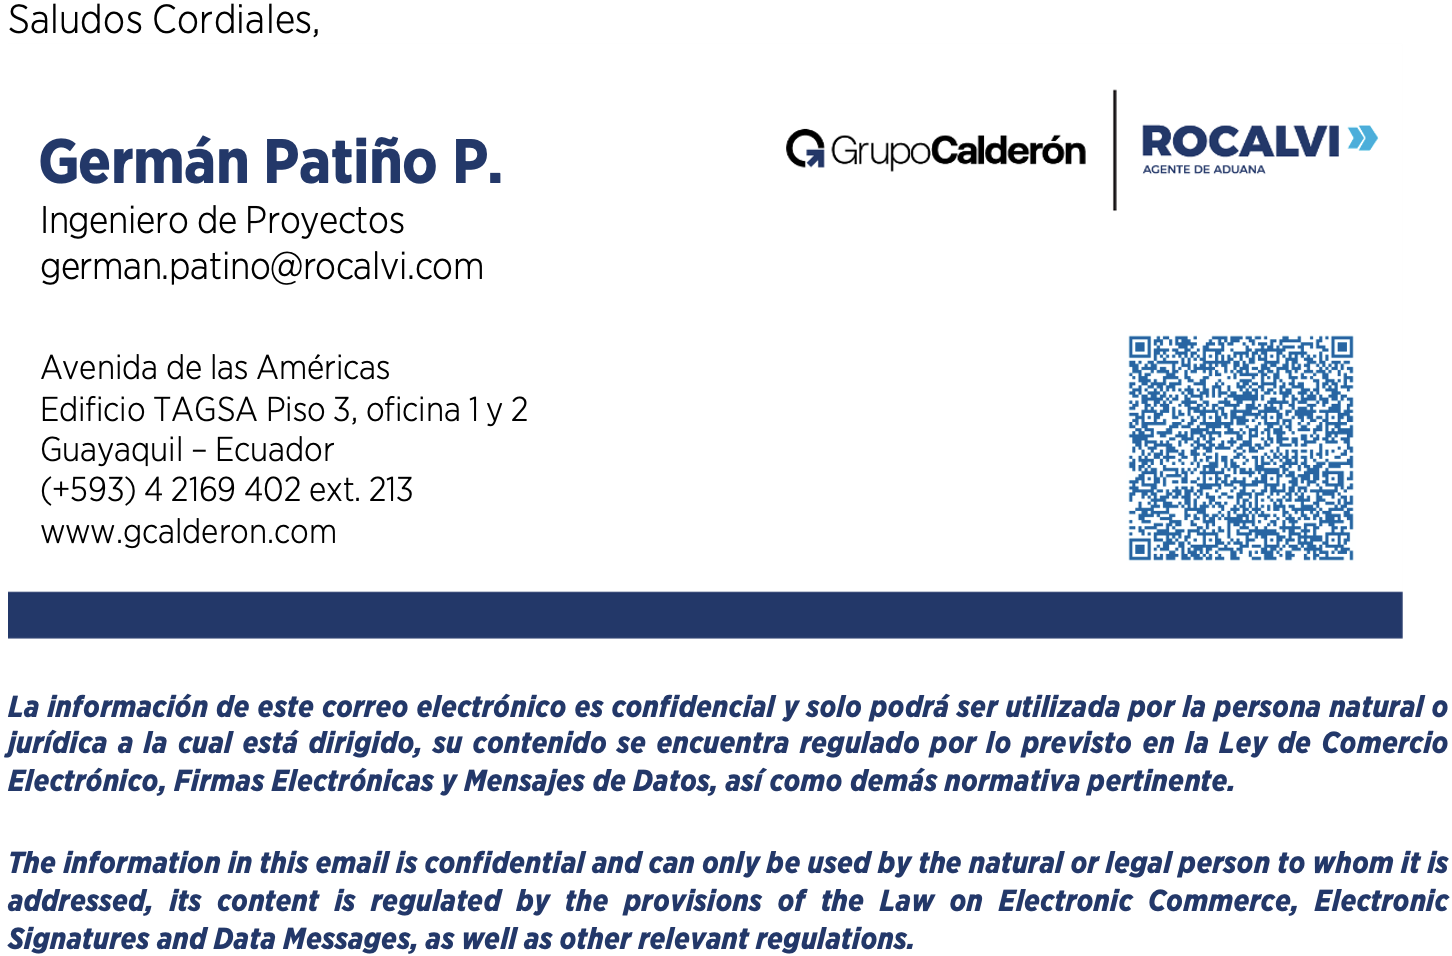 Saludos Cordiales,
Germán Patiño P.
Ingeniero de Proyectos
german.patino@rocalvi.com
GrupoCalderón
ROCALVI
AGENTE DE ADUANA
Avenida de las Américas
Edificio TAGSA Piso 3, oficina 1 y 2
Guayaquil – Ecuador
(+593) 4 2169 402 ext. 213
www.gcalderon.com
La información de este correo electrónico es confidencial y solo podrá ser utilizada por la persona natural o
jurídica a la cual está dirigido, su contenido se encuentra regulado por lo previsto en la Ley de Comercio
Electrónico, Firmas Electrónicas y Mensajes de Datos, así como demás normativa pertinente.
The information in this email is confidential and can only be used by the natural or legal person to whom it is
addressed, its content is regulated by the provisions of the Law on Electronic Commerce, Electronic
Signatures and Data Messages, as well as other relevant regulations.